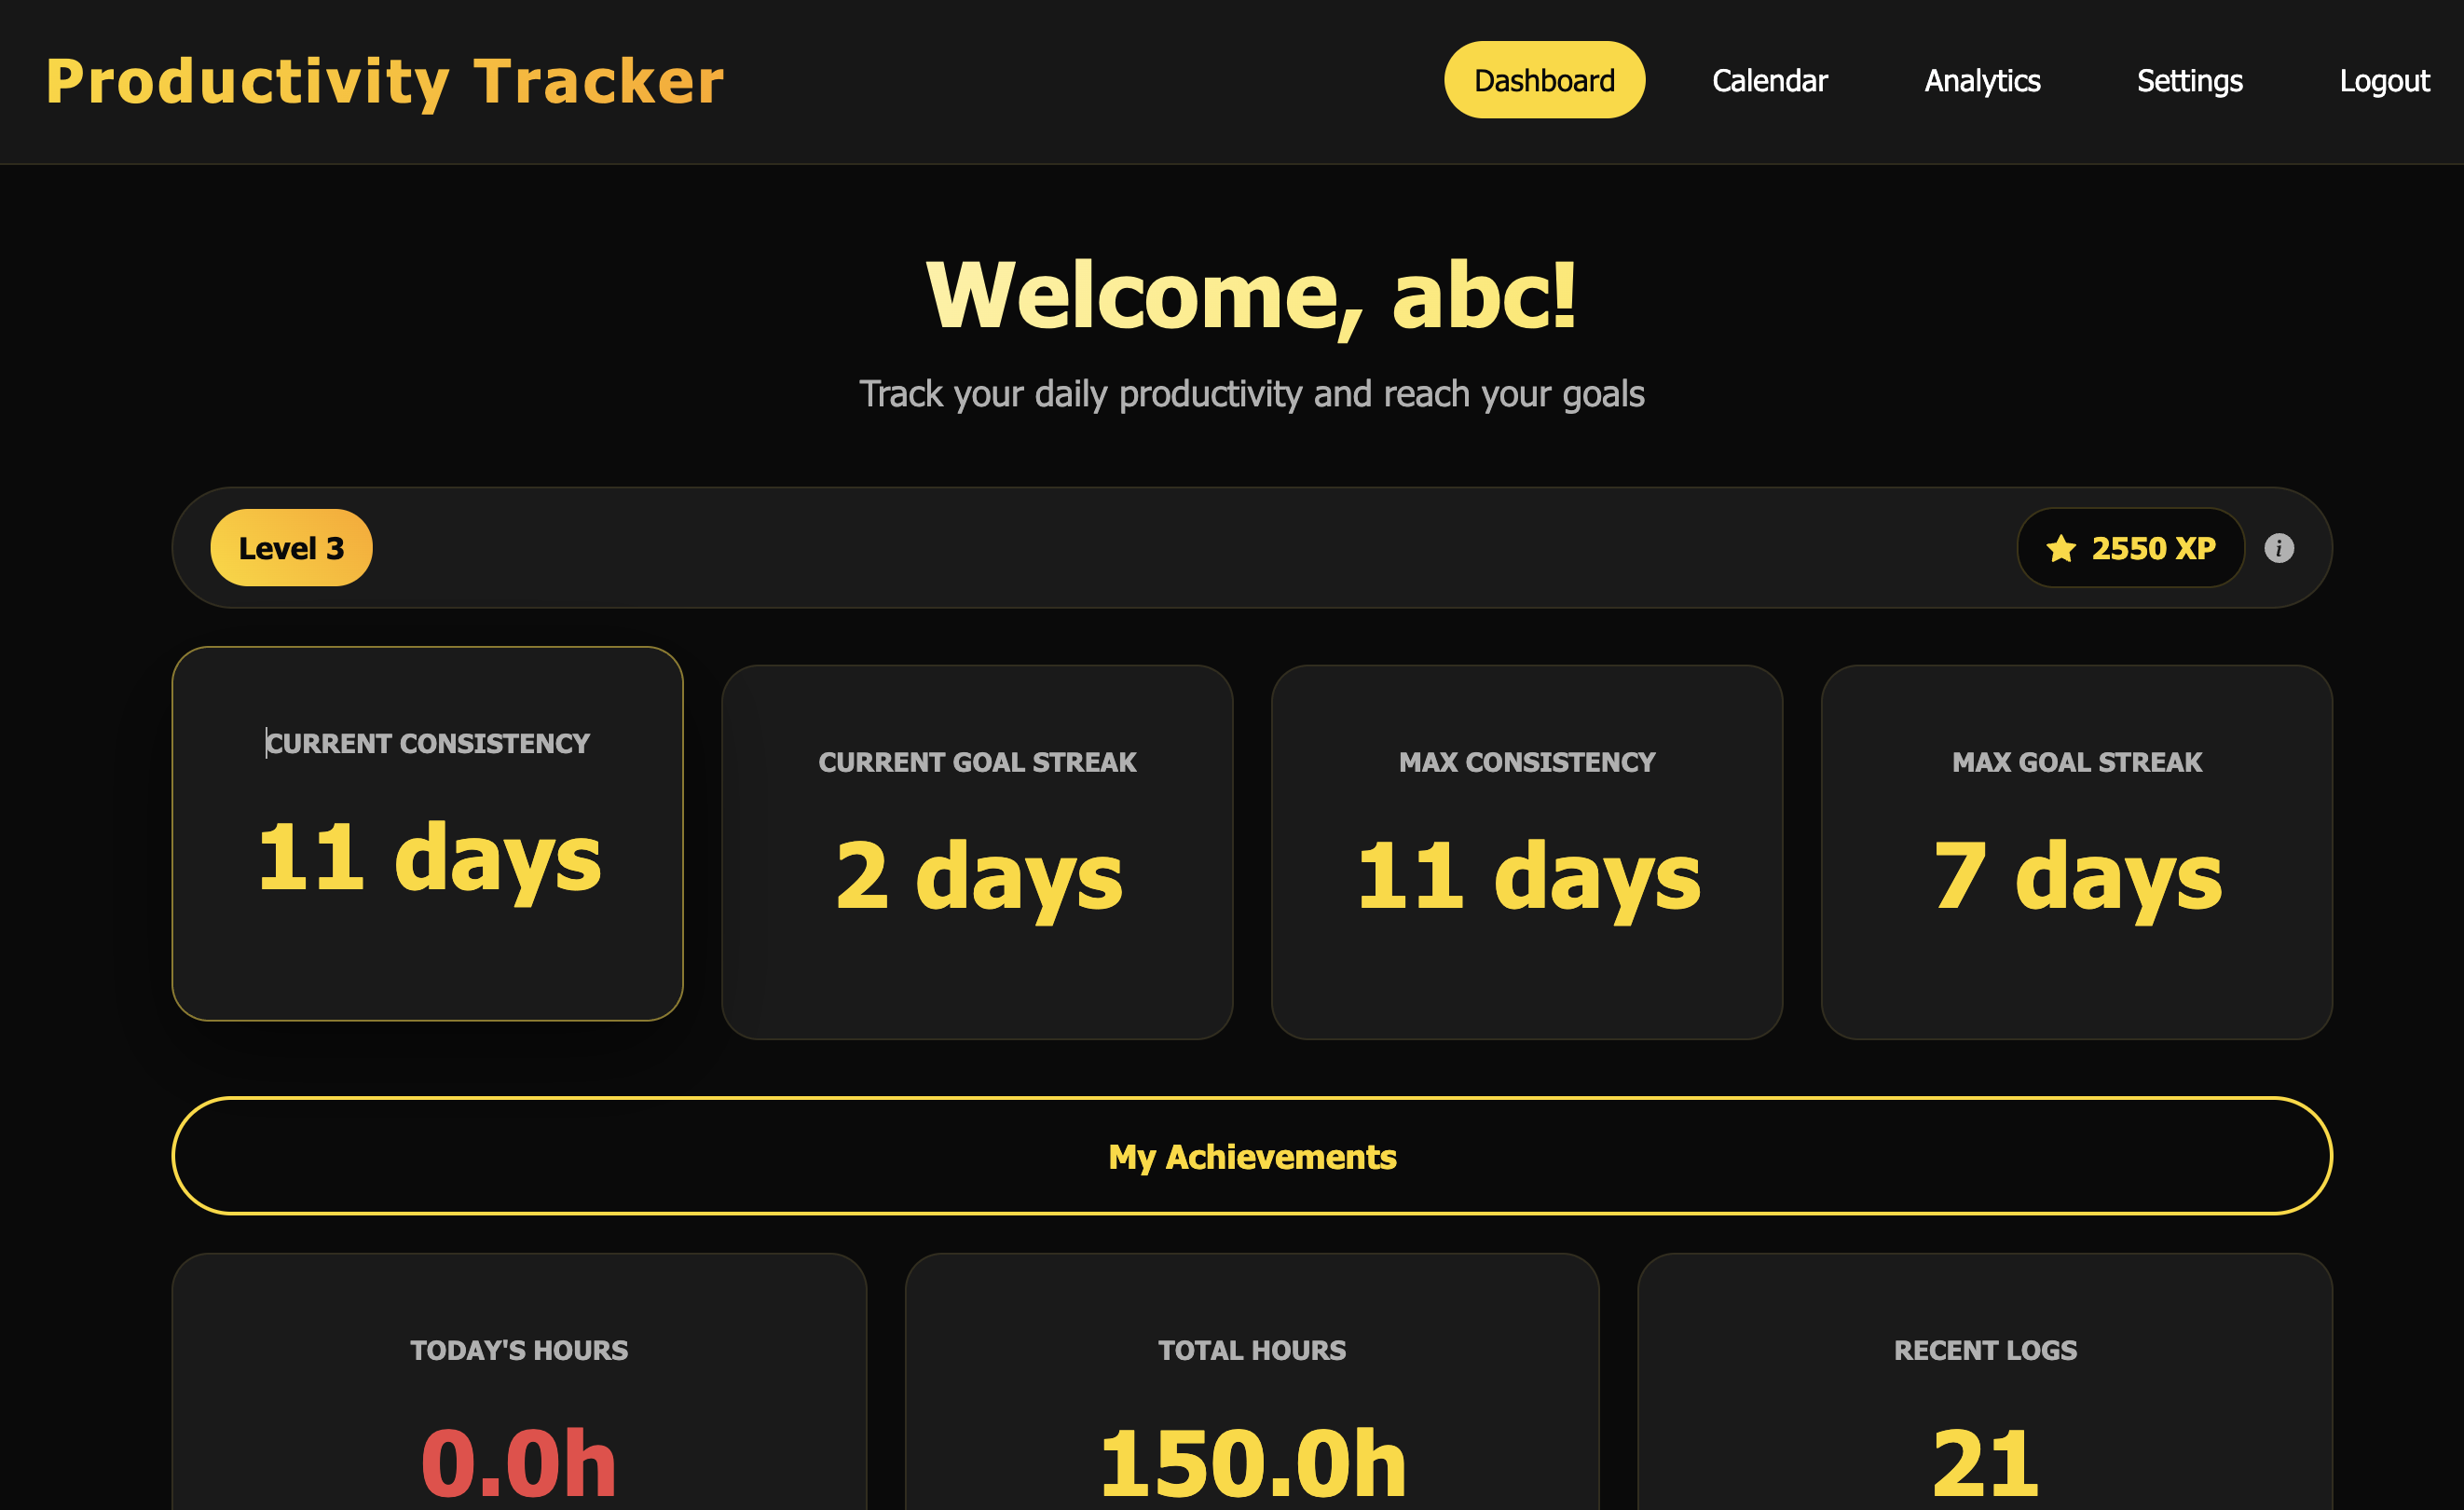 Productivity Tracker
Dashboard
Calendar
Analytics
Settings
Logout
Welcome, abc!
Track your daily productivity and reach your goals
Level 3
2550 XP
i
CURRENT CONSISTENCY
11 days
CURRENT GOAL STREAK
2 days
MAX CONSISTENCY
11 days
MAX GOAL STREAK
7 days
My Achievements
TODAY'S HOURS
0.0h
TOTAL HOURS
150.0h
RECENT LOGS
21